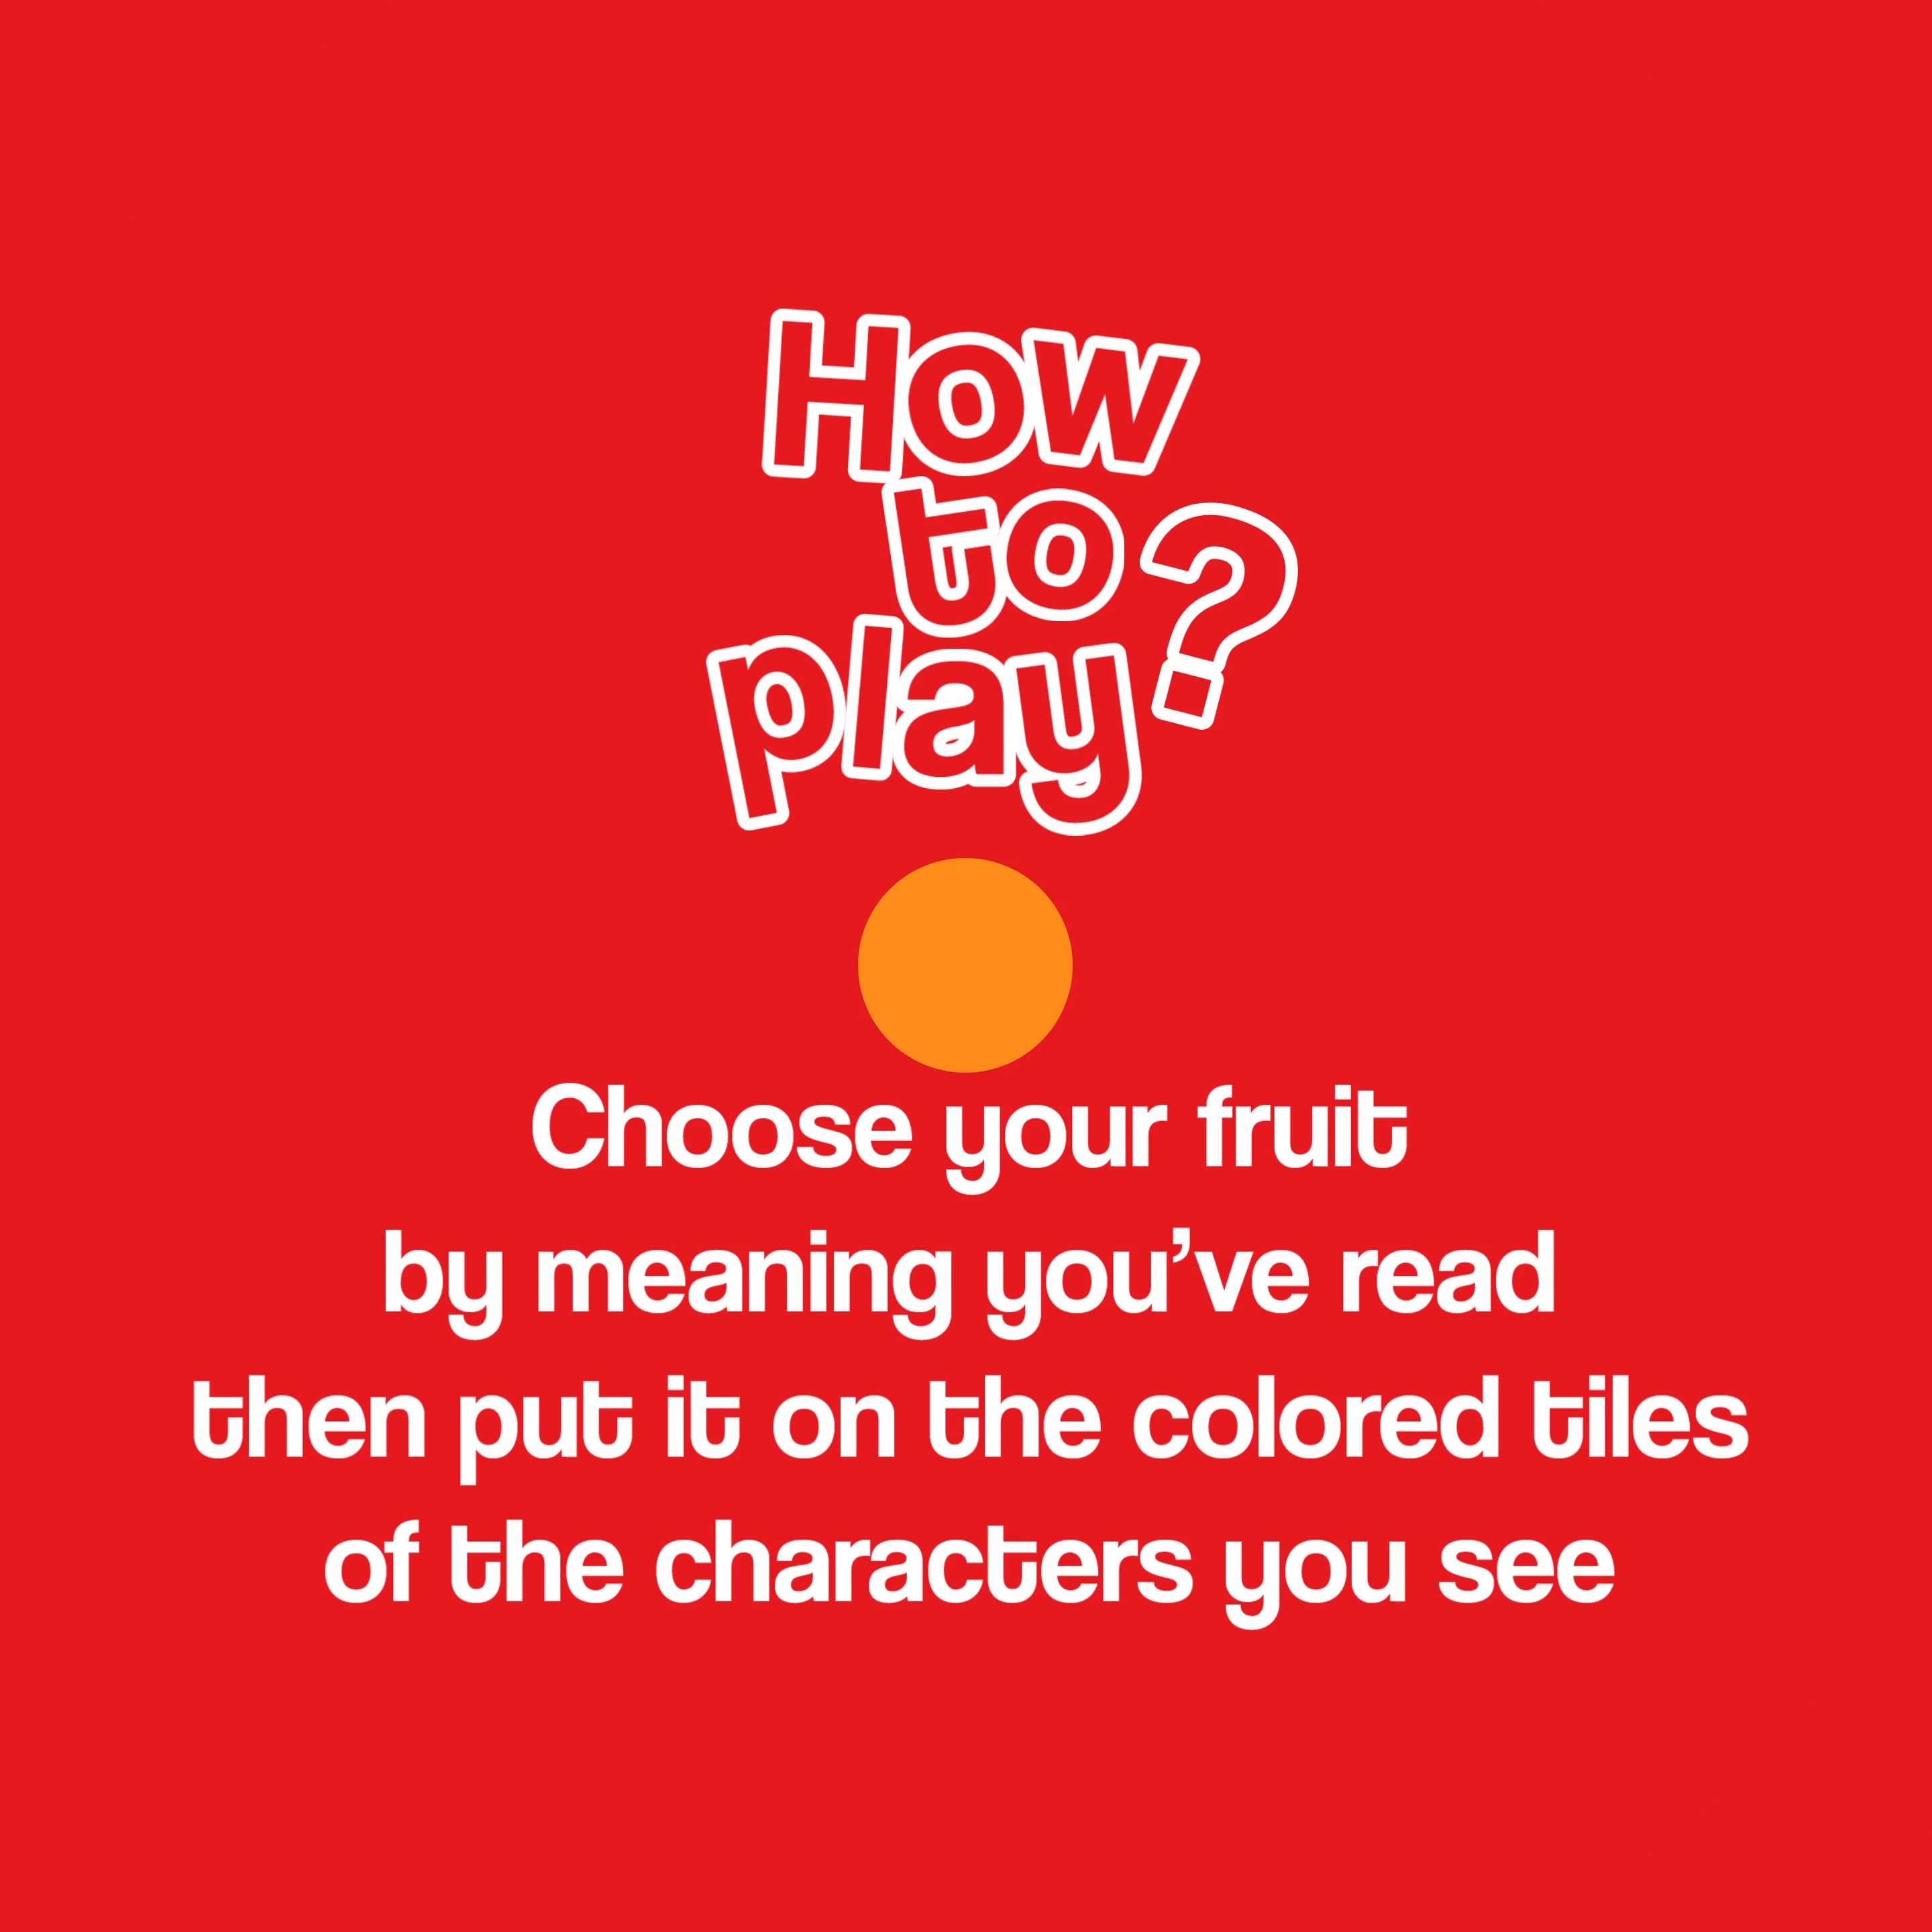 How
to?
play
Choose your fruit
by meaning you’ve read
then put it on the colored tiles
of the characters you see